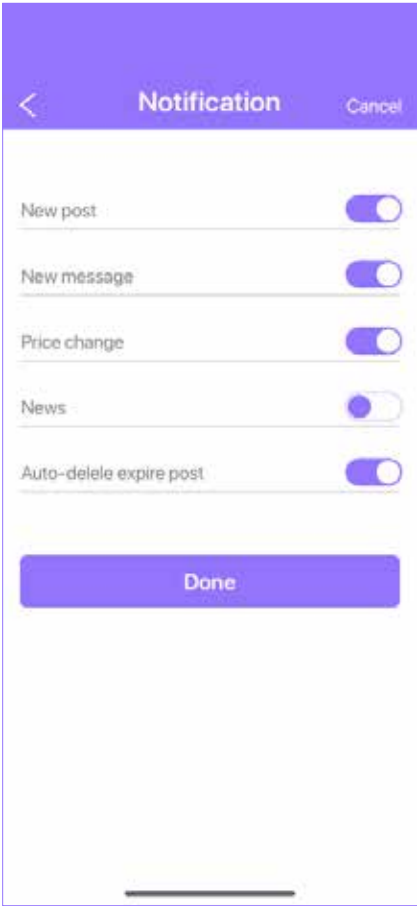 Notification
Cancel
New post
New message
Price change
News
Auto-delele expire post
Done